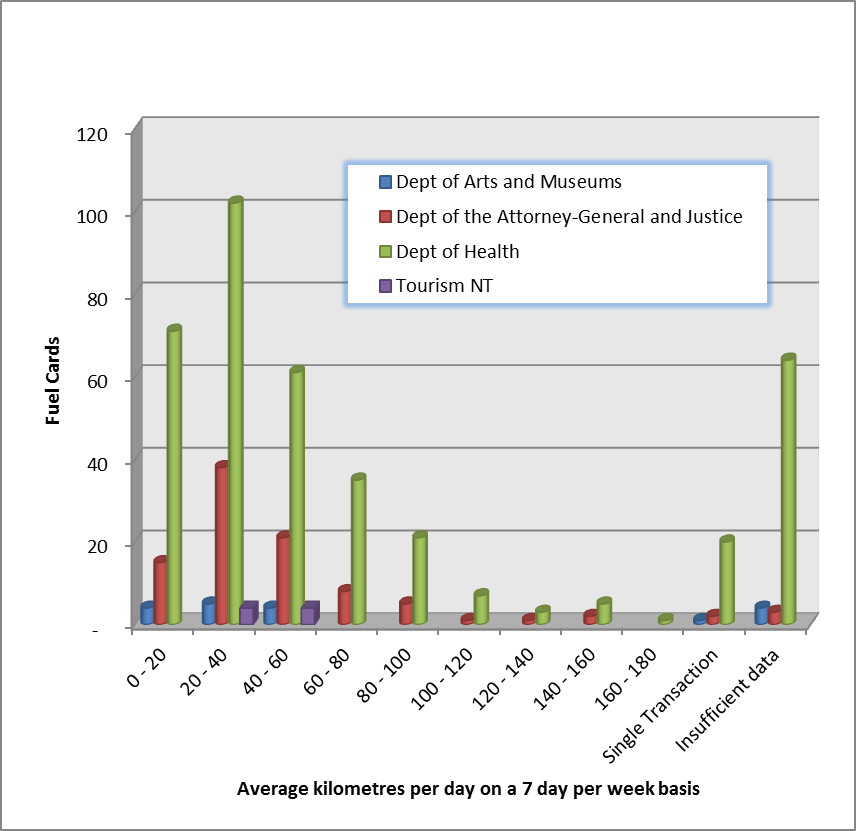 120
100
80
60
40
20
-
Fuel Cards
Dept of Arts and Museums
Dept of the Attorney-General and Justice
Dept of Health
Tourism NT
0 - 20
20 - 40
40 - 60
60 - 80
80 - 100
100 - 120
120 - 140
140 - 160
160 - 180
Single Transaction
Insufficient data
Average kilometres per day on a 7 day per week basis